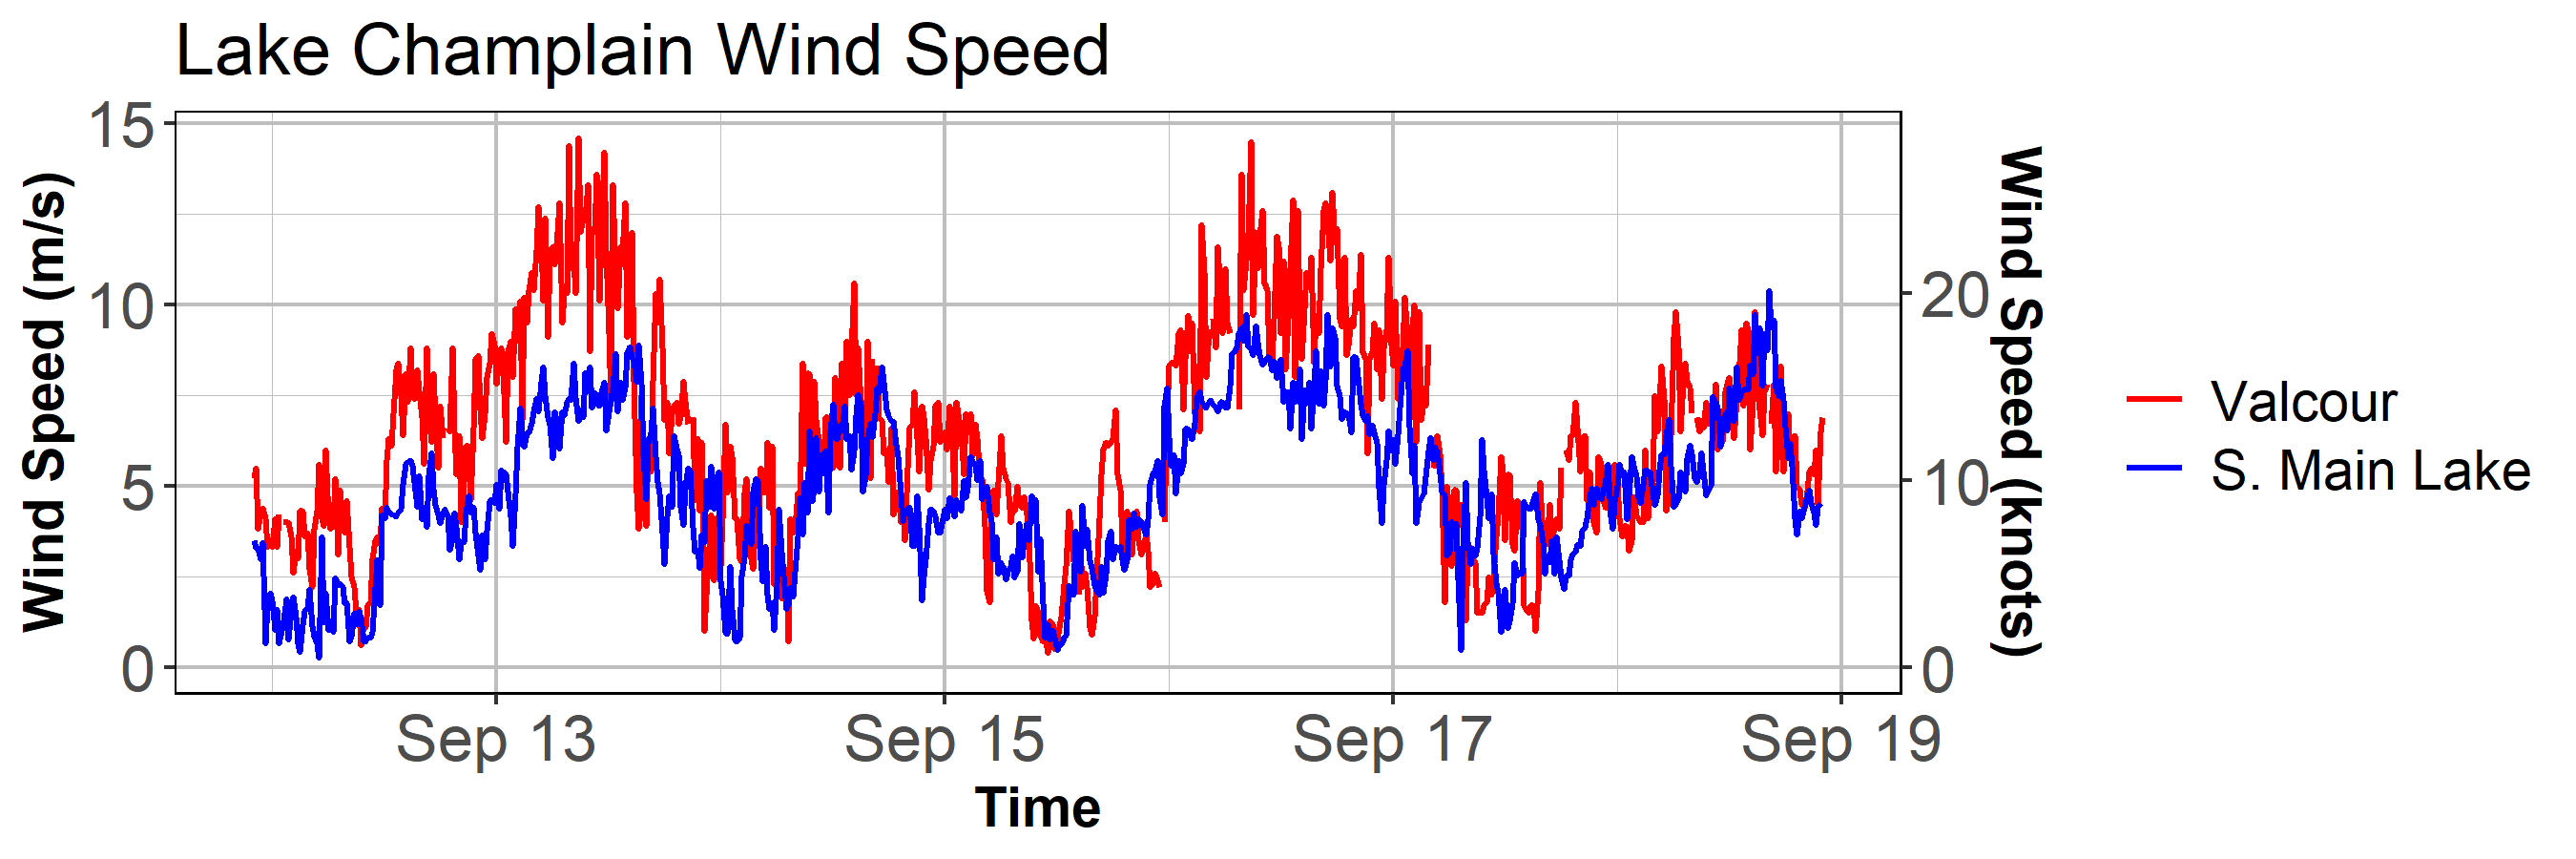 Lake Champlain Wind Speed
15
10
5
0
Wind Speed (m/s)
20
10
0
Wind Speed (knots)
Sep 13
Sep 15
Sep 17
Sep 19
Time
Valcour
S. Main Lake